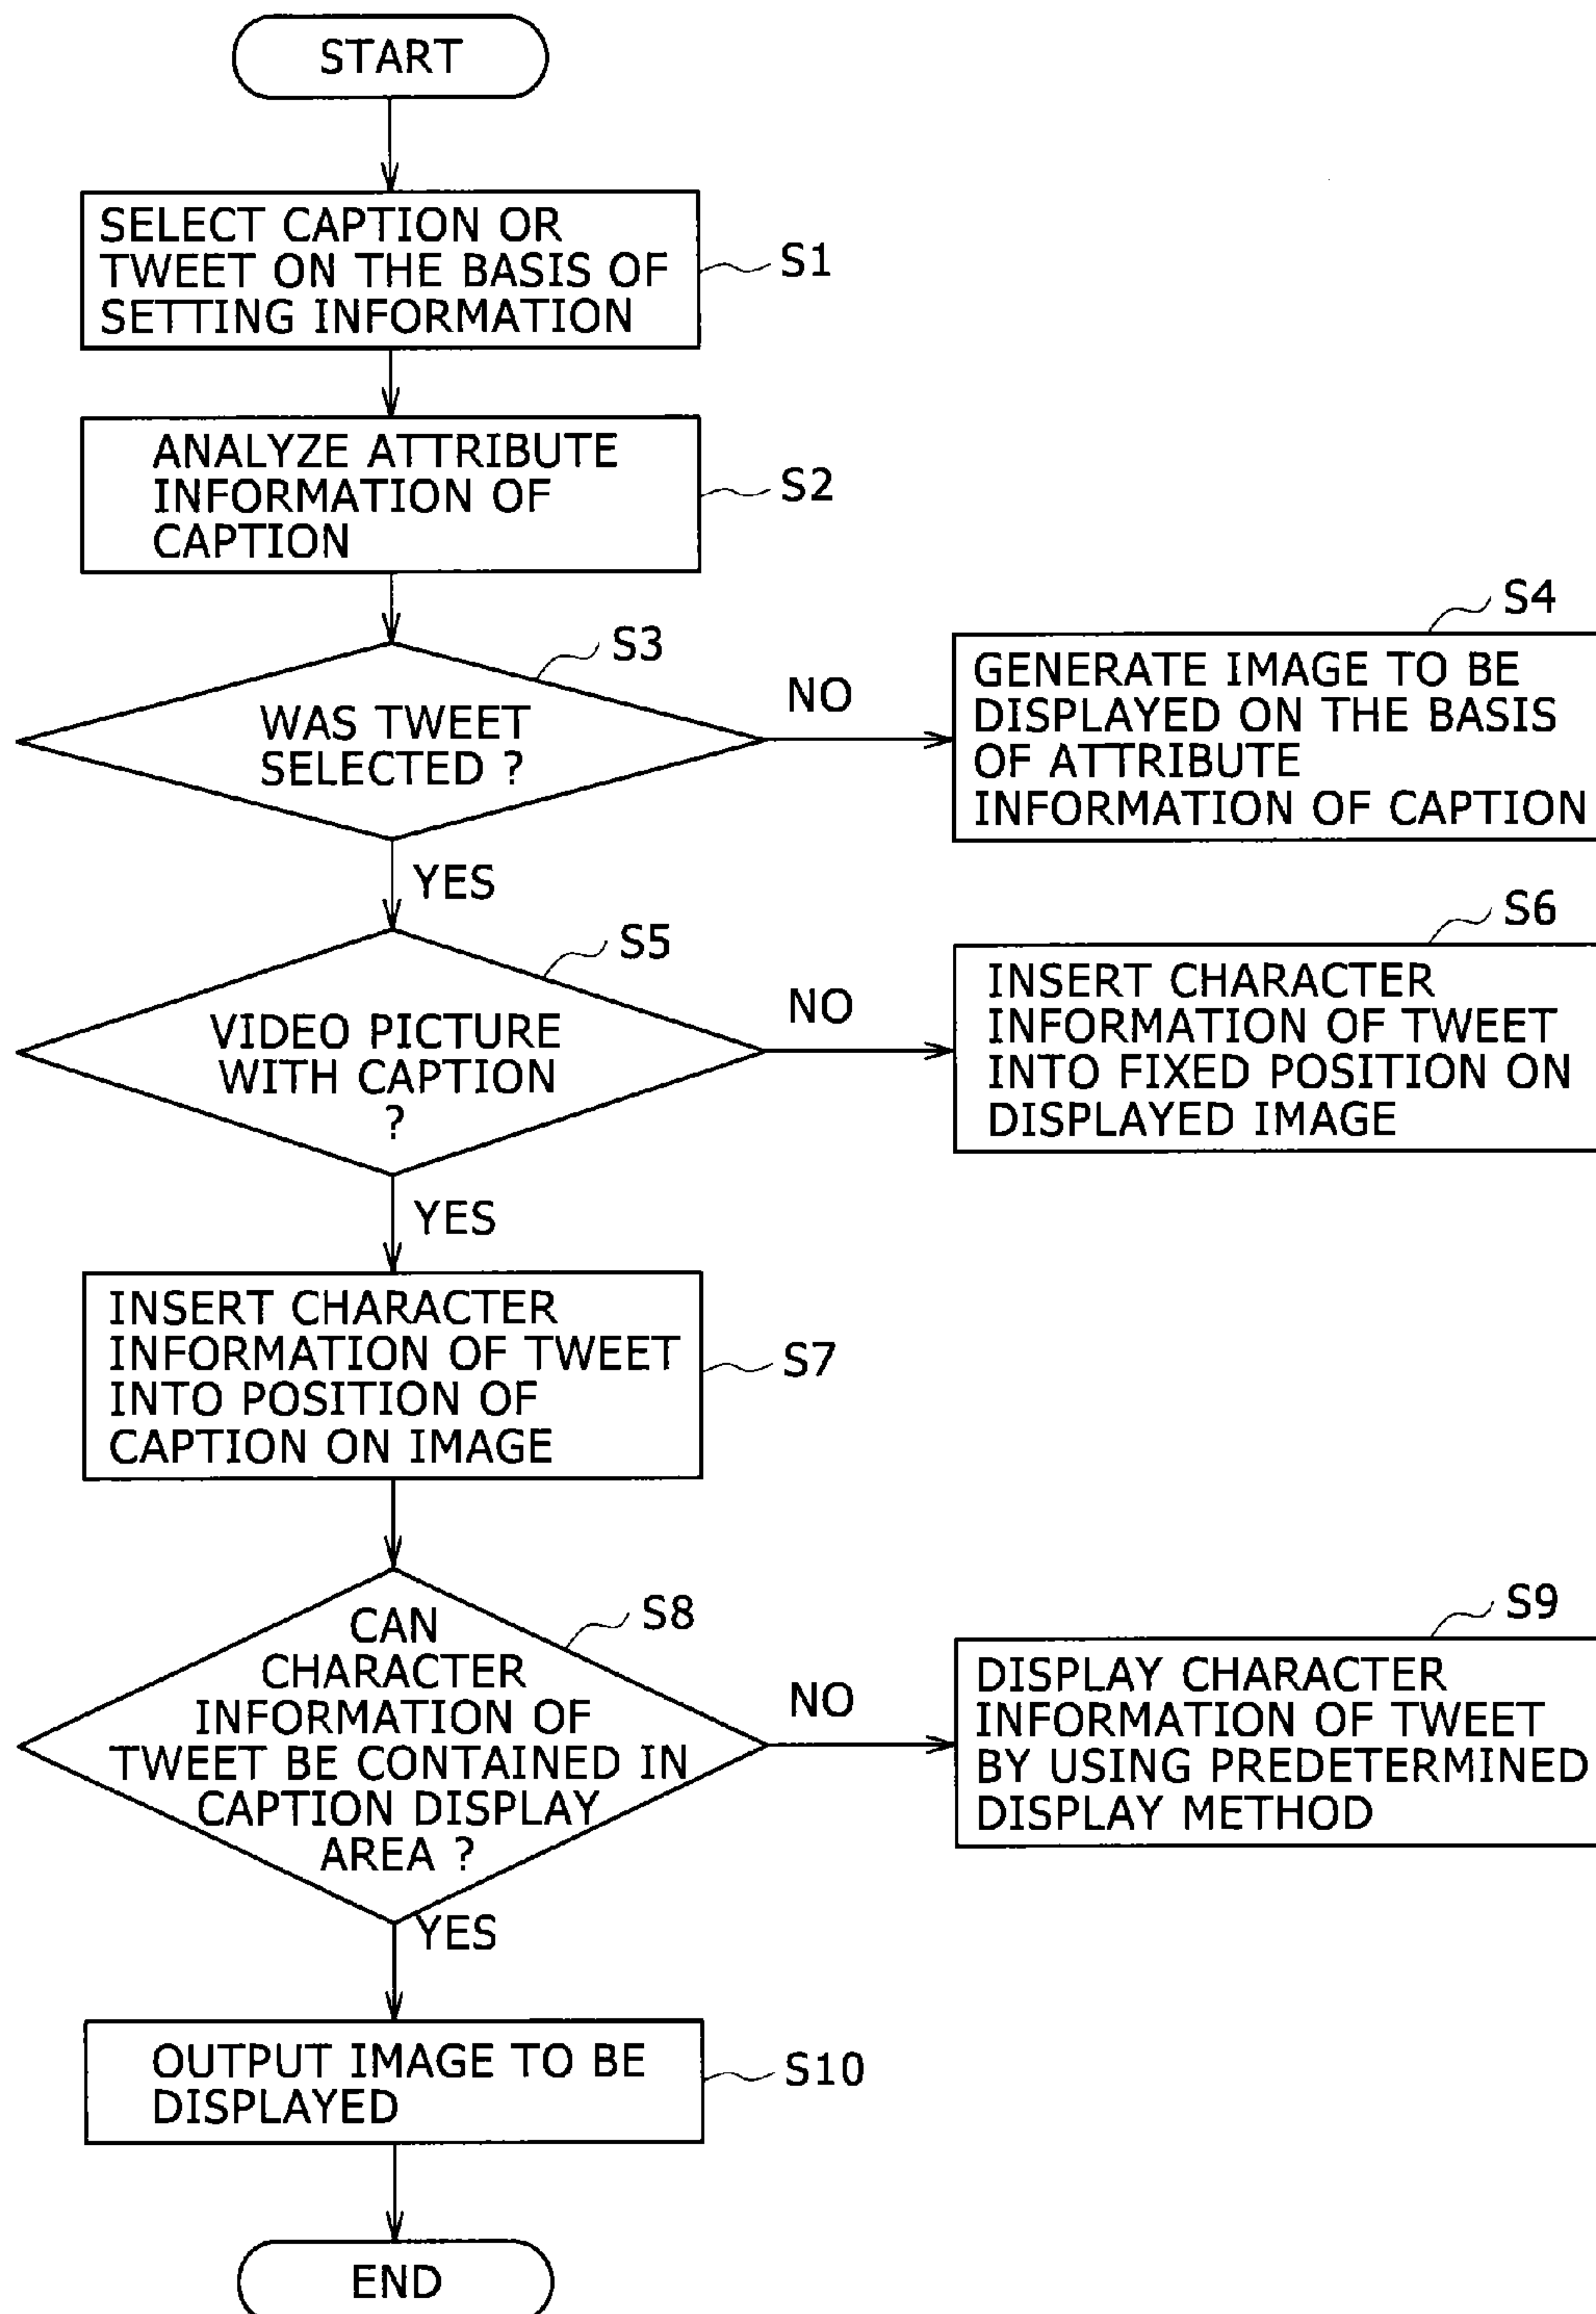 START
SELECT CAPTION OR
TWEET ON THE BASIS OF
SETTING INFORMATION
S1
ANALYZE ATTRIBUTE
INFORMATION OF
CAPTION
S2
S3
WAS TWEET
SELECTED ?
NO
S4
GENERATE IMAGE TO BE
DISPLAYED ON THE BASIS
OF ATTRIBUTE
INFORMATION OF CAPTION
YES
S5
VIDEO PICTURE
WITH CAPTION
?
NO
S6
INSERT CHARACTER
INFORMATION OF TWEET
INTO FIXED POSITION ON
DISPLAYED IMAGE
YES
INSERT CHARACTER
INFORMATION OF TWEET
INTO POSITION OF
CAPTION ON IMAGE
S7
S8
CAN
CHARACTER
INFORMATION OF
TWEET BE CONTAINED IN
CAPTION DISPLAY
AREA ?
NO
S9
DISPLAY CHARACTER
INFORMATION OF TWEET
BY USING PREDETERMINED
DISPLAY METHOD
YES
OUTPUT IMAGE TO BE
DISPLAYED
S10
END